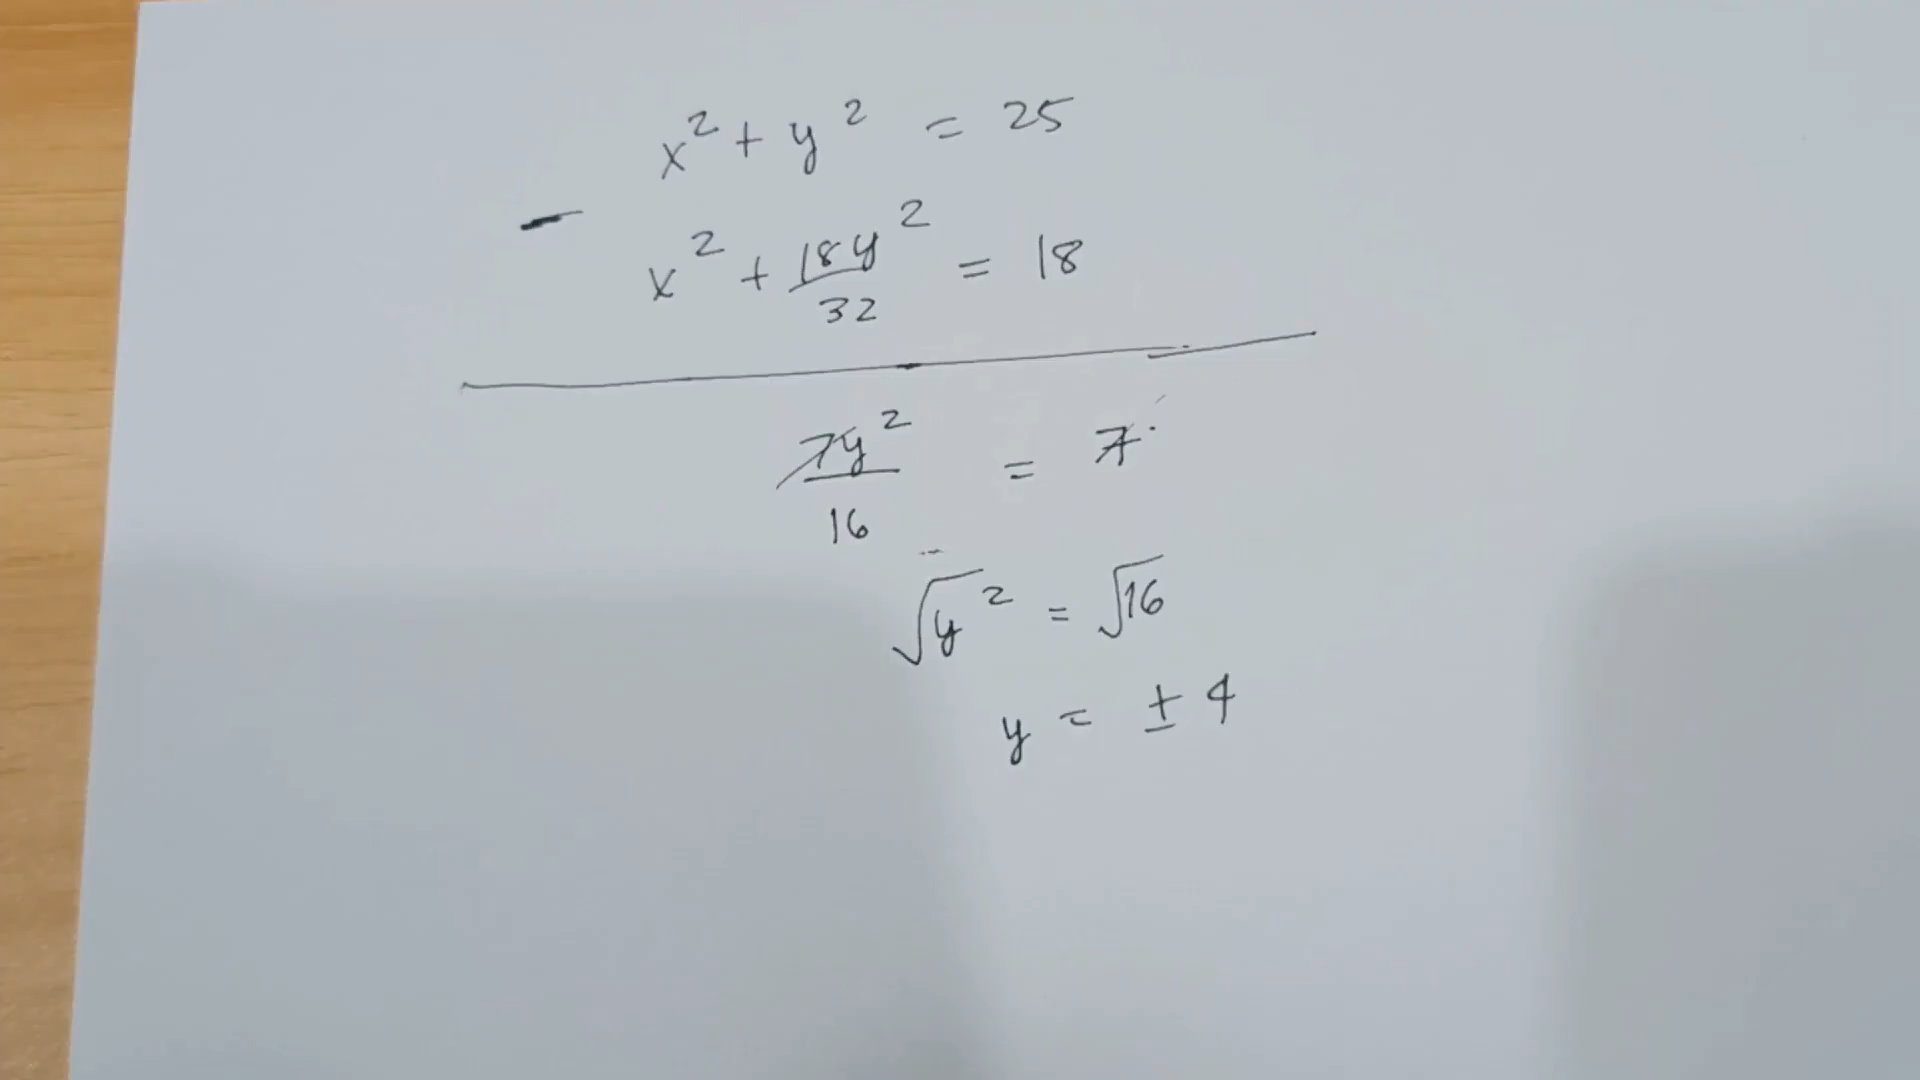 x² + y² = 25
−
x² + 18y²/32 = 18
7y²/16 = 7
√y² = √16
y = ± 4